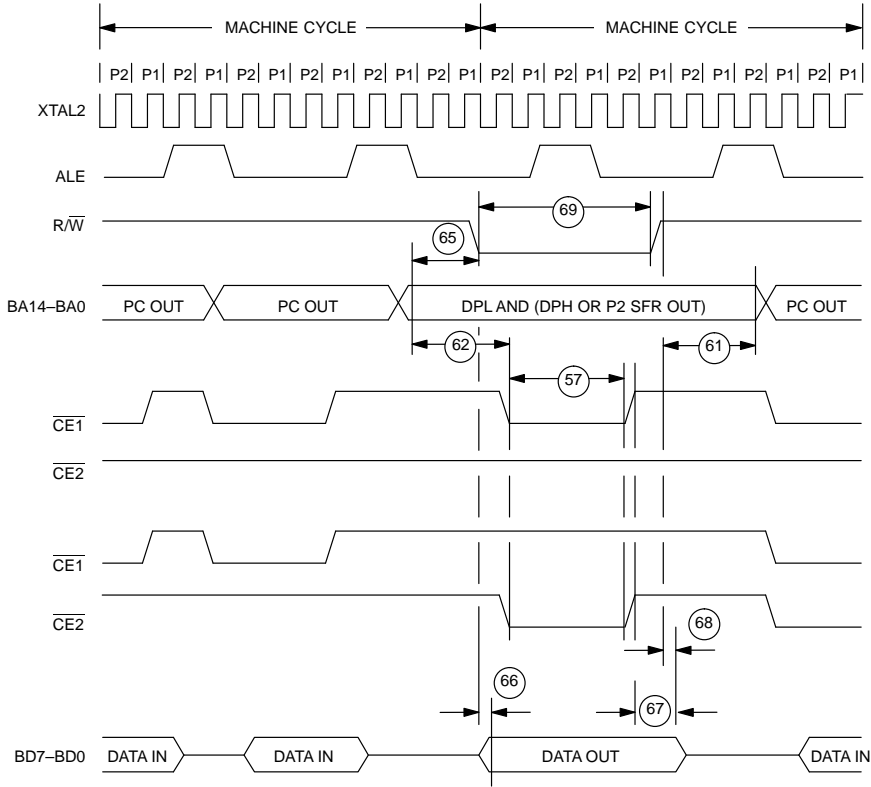 MACHINE CYCLE MACHINE CYCLE
P2 P1 P2 P1 P2 P1 P2 P1 P2 P1 P2 P1 P2 P1 P2 P1 P2 P1 P2 P1 P2 P1 P2 P1
XTAL2
ALE
R/W
69
65
BA14–BA0 PC OUT PC OUT DPL AND (DPH OR P2 SFR OUT) PC OUT
62 61
57
CE1
CE2
CE1
CE2
68
66
67
BD7–BD0 DATA IN DATA IN DATA OUT DATA IN